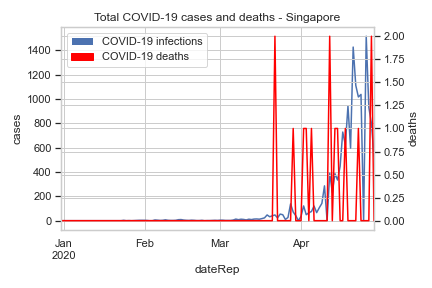 Total COVID-19 cases and deaths - Singapore
COVID-19 infections
COVID-19 deaths
cases
1400
1200
1000
800
600
400
200
0
deaths
2.00
1.75
1.50
1.25
1.00
0.75
0.50
0.25
0.00
Jan Feb Mar Apr
2020
dateRep